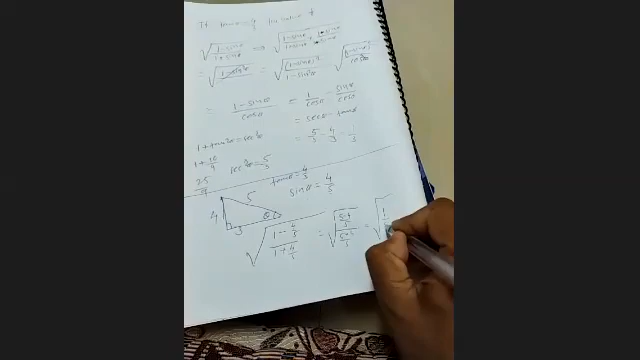 If tanθ = 4/3 for value of
√((1-sinθ)/(1+sinθ)) ⇒ √((1-sinθ)/(1+sinθ) × (1-sinθ)/(1-sinθ))
= √((1-sin²θ) = √((1-sinθ)²/(1-sin²θ)) √((1-sinθ)²/cos²θ)
= (1-sinθ)/cosθ = 1/cosθ - sinθ/cosθ
= secθ - tanθ
1+tan²θ = sec²θ = 5/3 - 4/3 = 1/3
1+16/9 sec²θ = 5/3
25/9 tanθ = 4/3
sinθ = 4/5
5
4 θ
3
√((1-4/5)/(1+4/5)) = √(((5-4)/5)/((5+4)/5)) = √(1